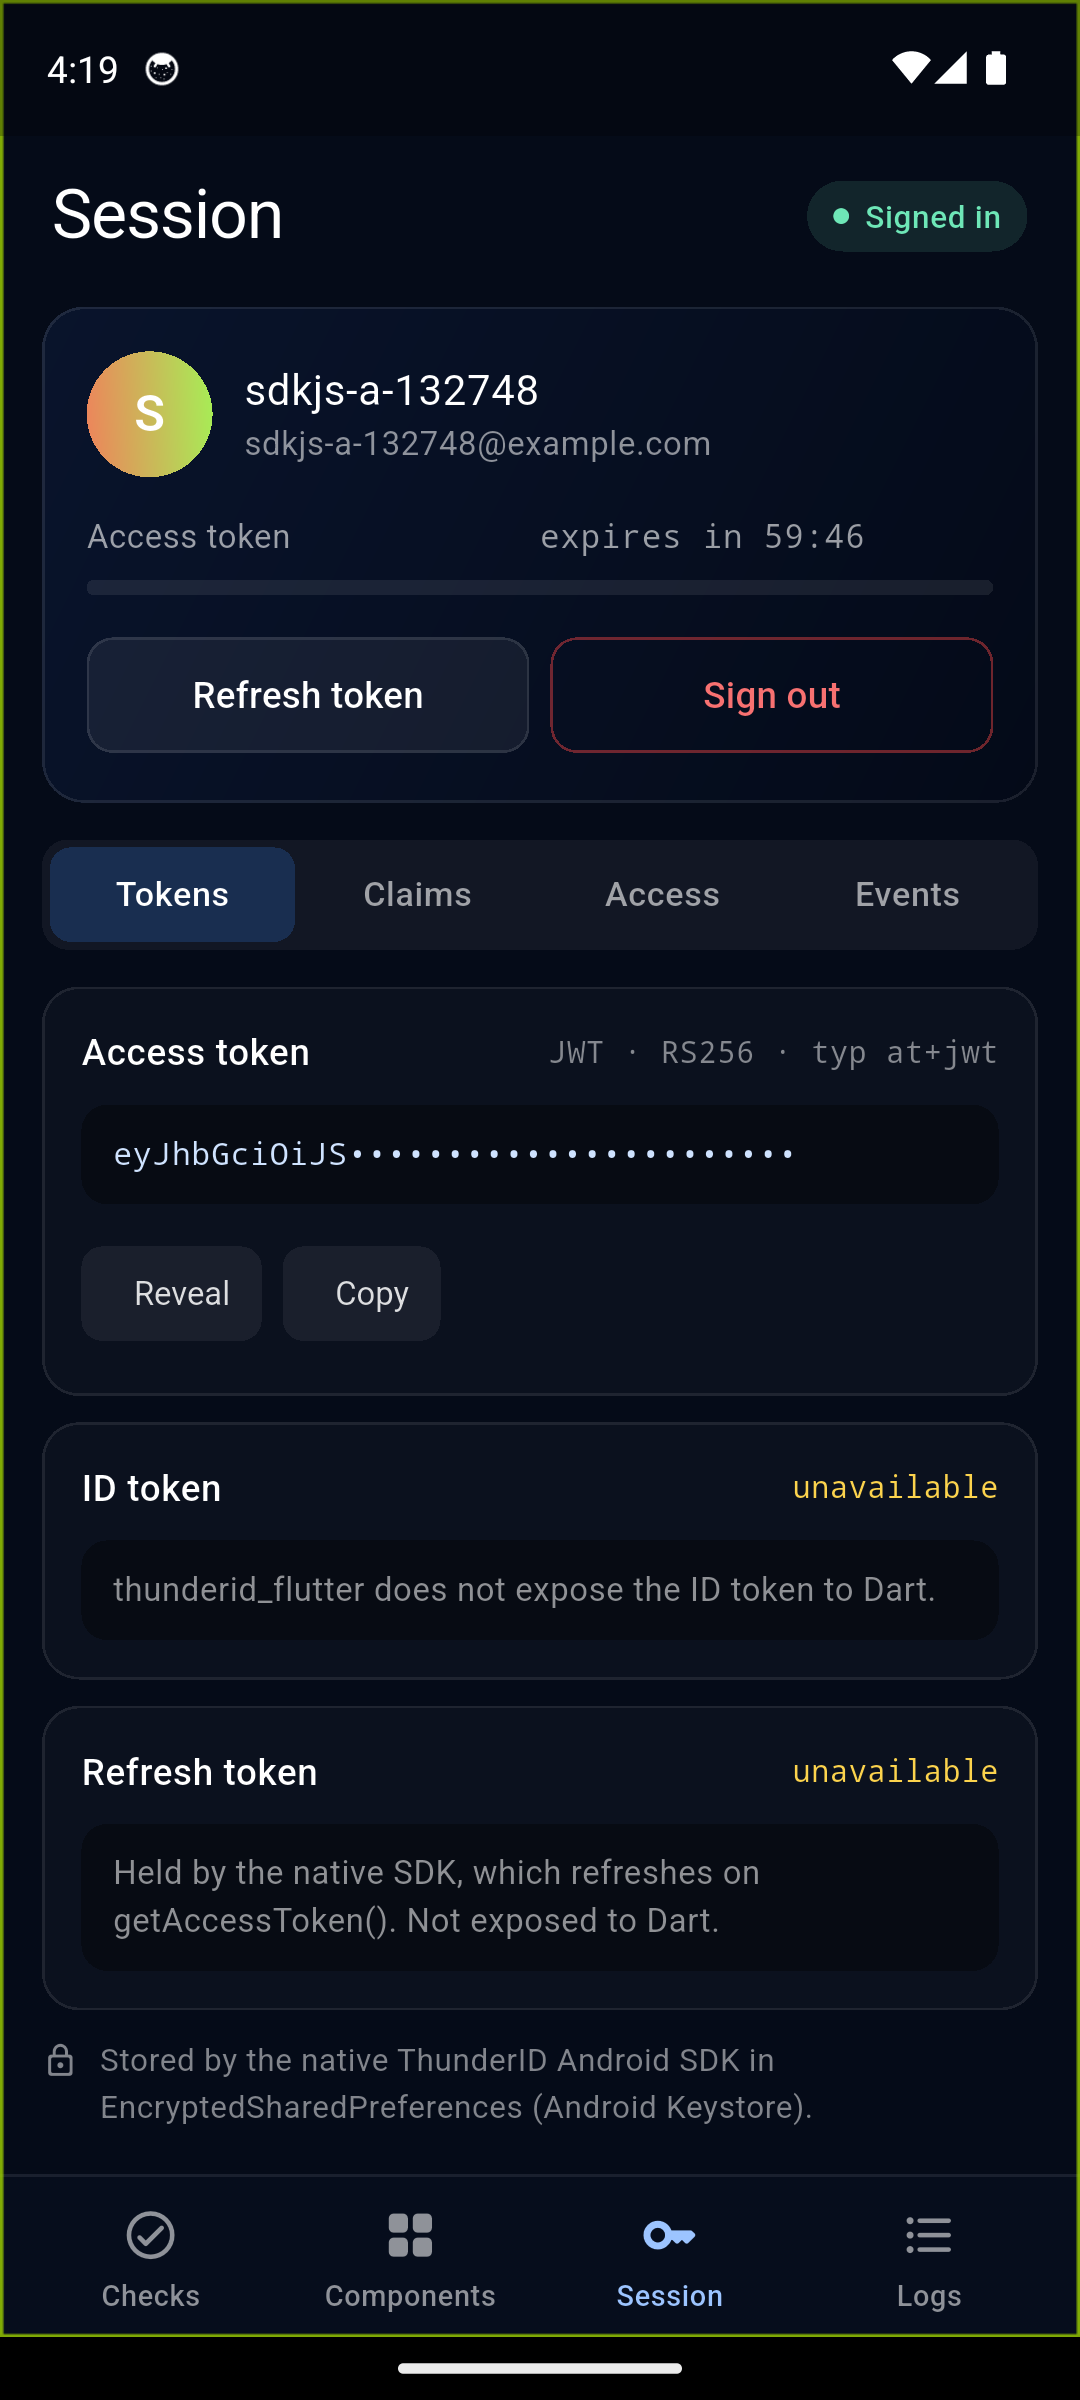 4:19
Session
Signed in
S
sdkjs-a-132748
sdkjs-a-132748@example.com
Access token
expires in 59:46
Refresh token
Sign out
Tokens
Claims
Access
Events
Access token
JWT · RS256 · typ at+jwt
eyJhbGciOiJS•••••••••••••••••••••••
Reveal
Copy
ID token
unavailable
thunderid_flutter does not expose the ID token to Dart.
Refresh token
unavailable
Held by the native SDK, which refreshes on
getAccessToken(). Not exposed to Dart.
Stored by the native ThunderID Android SDK in
EncryptedSharedPreferences (Android Keystore).
Checks
Components
Session
Logs